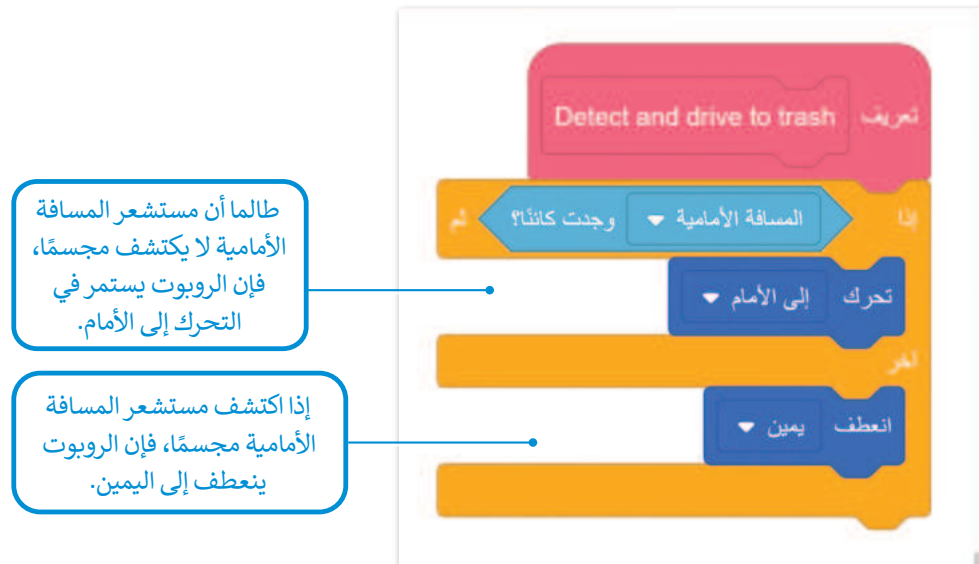 تعريف Detect and drive to trash
إذا المسافة الأمامية وجدت كائنًا؟ ثم
تحرك إلى الأمام
آخر
انعطف يمين
طالما أن مستشعر المسافة
الأمامية لا يكتشف مجسمًا،
فإن الروبوت يستمر في
التحرك إلى الأمام.
إذا اكتشف مستشعر المسافة
الأمامية مجسمًا، فإن الروبوت
ينعطف إلى اليمين.